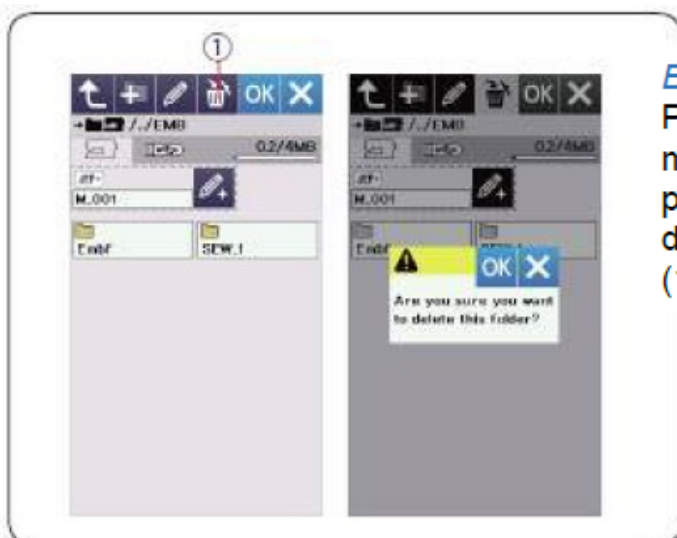 ①
OK
/../EMB
0.2/4MB
M_001
Embf
SEW_1
OK
/../EMB
0.2/4MB
M_001
Embf
OK
Are you sure you want
to delete this folder?